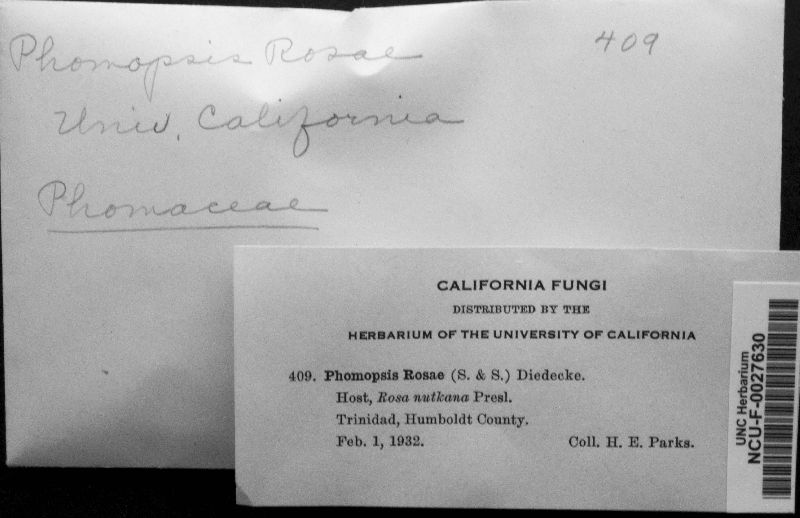 Phomopsis Rosae 409
Univ. California
Phomaceae
CALIFORNIA FUNGI
DISTRIBUTED BY THE
HERBARIUM OF THE UNIVERSITY OF CALIFORNIA
409. Phomopsis Rosae (S. & S.) Diedecke.
Host, Rosa nutkana Presl.
Trinidad, Humboldt County.
Feb. 1, 1932. Coll. H. E. Parks.
UNC Herbarium
NCU-F-0027630